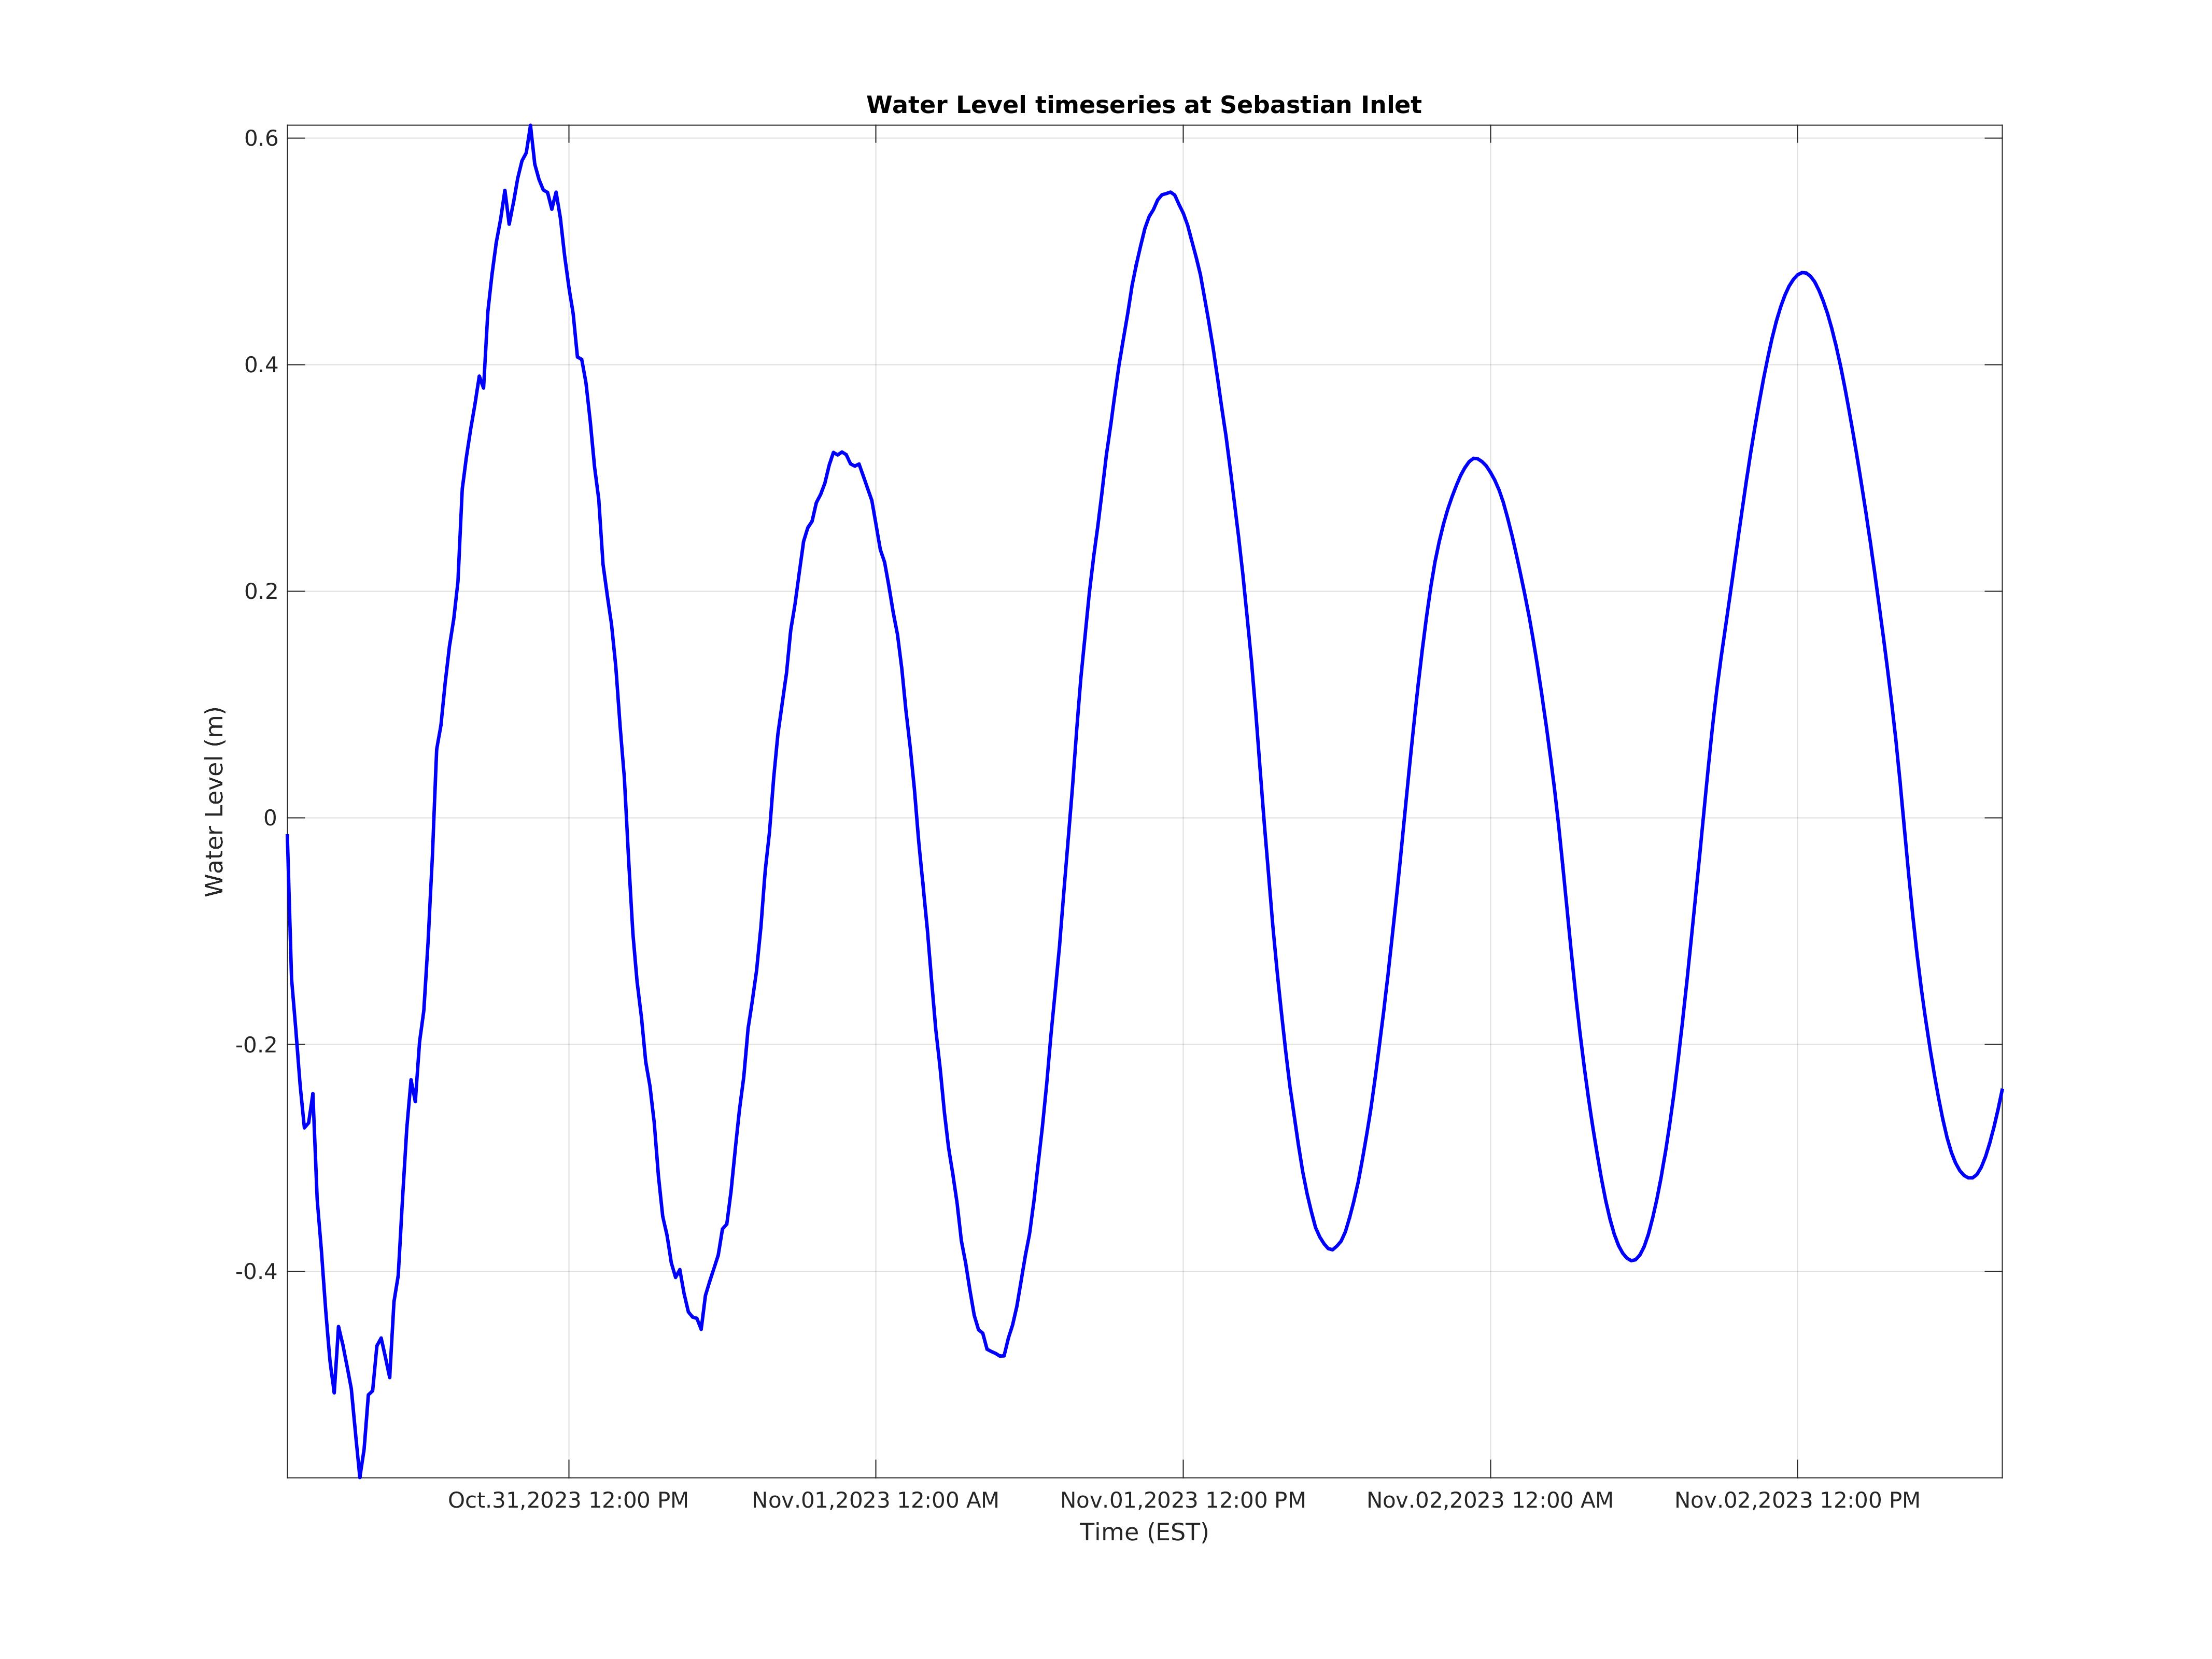 Water Level timeseries at Sebastian Inlet
0.6
0.4
0.2
0
-0.2
-0.4
Water Level (m)
Oct.31,2023 12:00 PM
Nov.01,2023 12:00 AM
Nov.01,2023 12:00 PM
Nov.02,2023 12:00 AM
Nov.02,2023 12:00 PM
Time (EST)